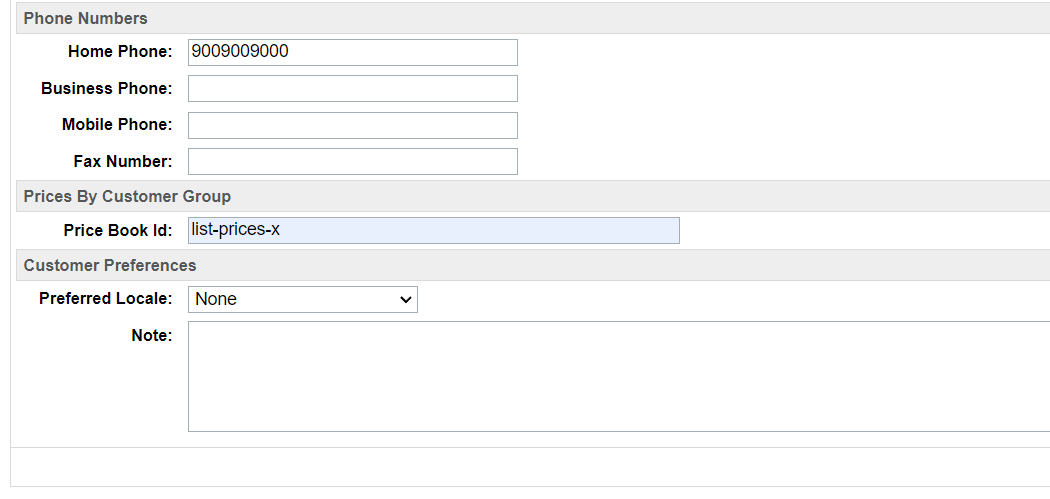 Phone Numbers
Home Phone: 9009009000
Business Phone:
Mobile Phone:
Fax Number:
Prices By Customer Group
Price Book Id: list-prices-x
Customer Preferences
Preferred Locale: None
Note: